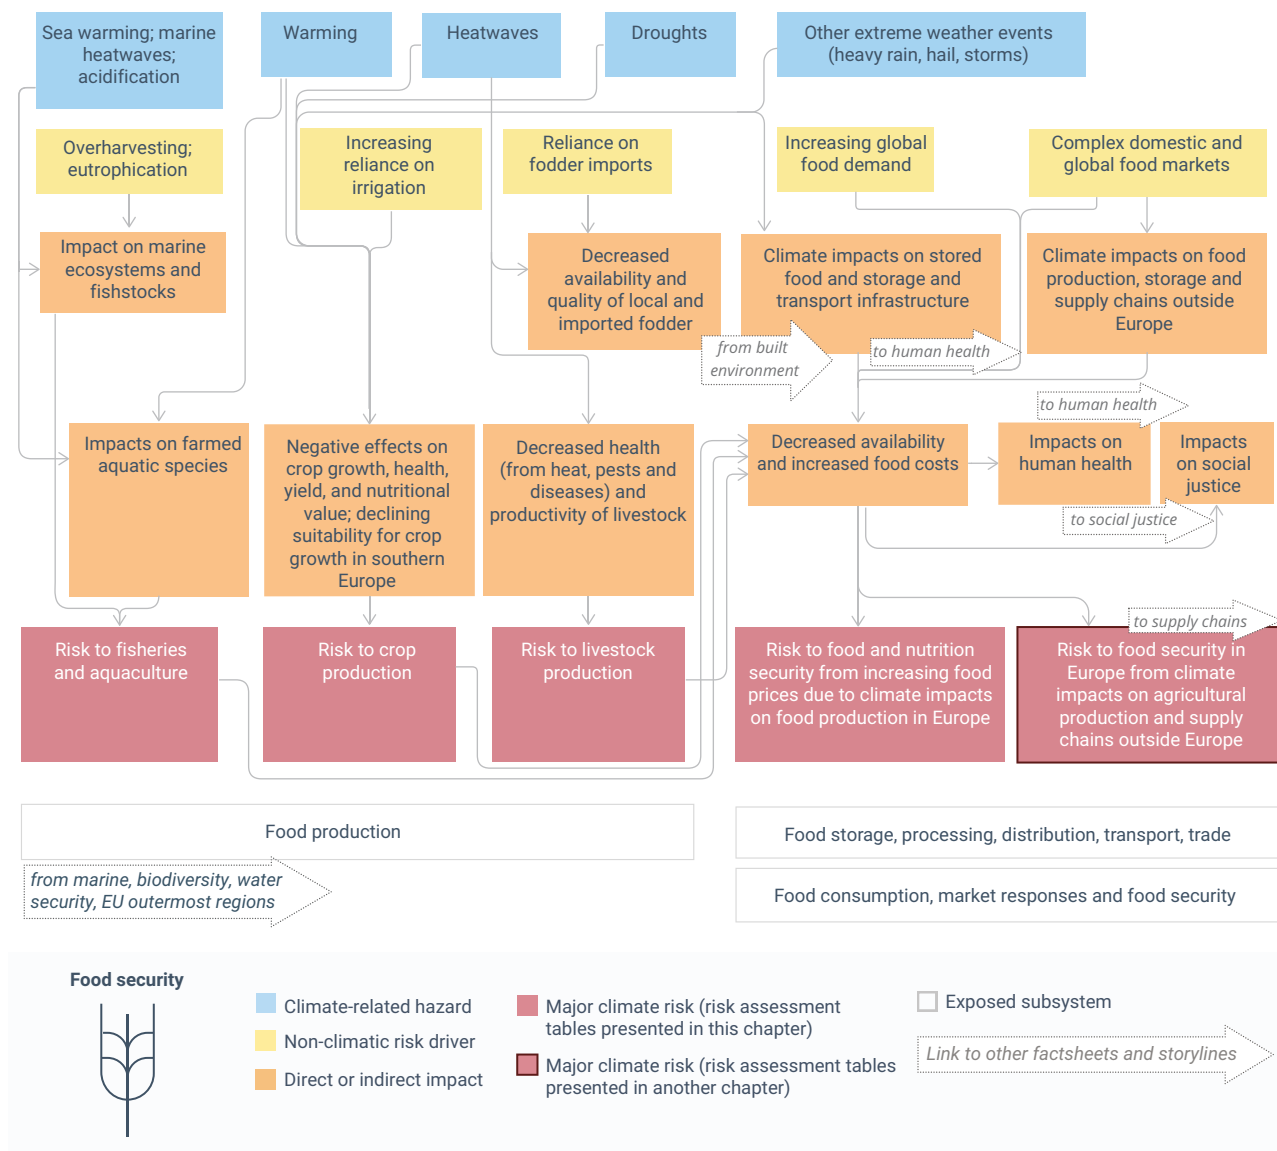 Sea warming; marine
heatwaves;
acidification
Warming
Heatwaves
Droughts
Other extreme weather events
(heavy rain, hail, storms)
Overharvesting;
eutrophication
Increasing
reliance on
irrigation
Reliance on
fodder imports
Increasing global
food demand
Complex domestic and
global food markets
Impact on marine
ecosystems and
fishstocks
Decreased
availability and
quality of local and
imported fodder
Climate impacts on stored
food and storage and
transport infrastructure
Climate impacts on food
production, storage and
supply chains outside
Europe
from built
environment
to human health
to human health
Impacts on farmed
aquatic species
Negative effects on
crop growth, health,
yield, and nutritional
value; declining
suitability for crop
growth in southern
Europe
Decreased health
(from heat, pests and
diseases) and
productivity of livestock
Decreased availability
and increased food costs
Impacts on
human health
Impacts
on social
justice
to social justice
to supply chains
Risk to fisheries
and aquaculture
Risk to crop
production
Risk to livestock
production
Risk to food and nutrition
security from increasing food
prices due to climate impacts
on food production in Europe
Risk to food security in
Europe from climate
impacts on agricultural
production and supply
chains outside Europe
Food production
Food storage, processing, distribution, transport, trade
from marine, biodiversity, water
security, EU outermost regions
Food consumption, market responses and food security
Food security
Climate-related hazard
Non-climatic risk driver
Direct or indirect impact
Major climate risk (risk assessment
tables presented in this chapter)
Major climate risk (risk assessment tables
presented in another chapter)
Exposed subsystem
Link to other factsheets and storylines